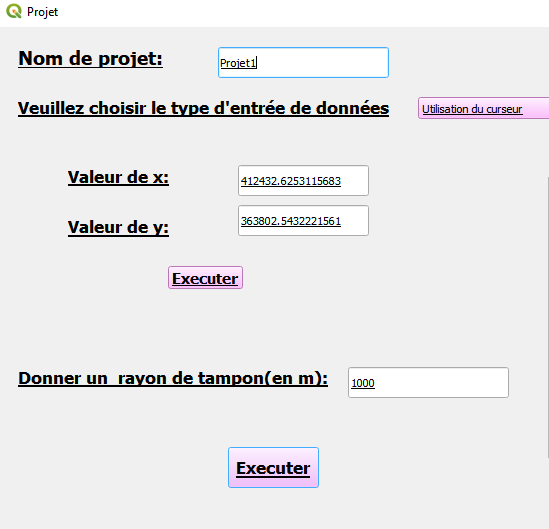 Projet
Nom de projet:
Projet1
Veuillez choisir le type d'entrée de données
Utilisation du curseur
Valeur de x:
412432.6253115683
Valeur de y:
363802.5432221561
Executer
Donner un  rayon de tampon(en m):
1000
Executer